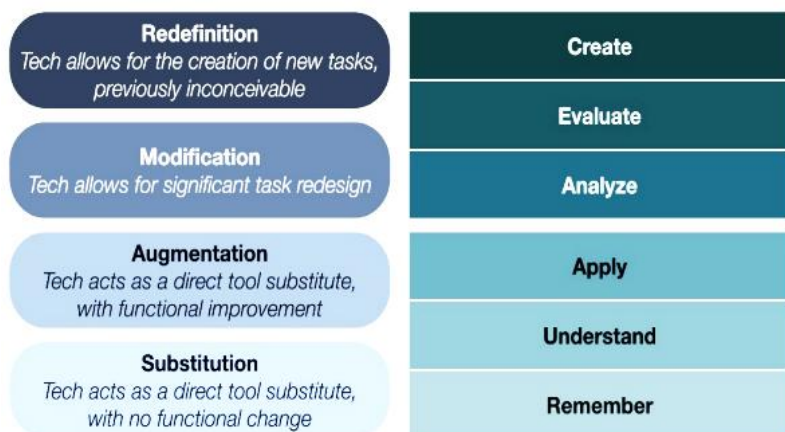 Redefinition
Tech allows for the creation of new tasks,
previously inconceivable
Modification
Tech allows for significant task redesign
Augmentation
Tech acts as a direct tool substitute,
with functional improvement
Substitution
Tech acts as a direct tool substitute,
with no functional change
Create
Evaluate
Analyze
Apply
Understand
Remember